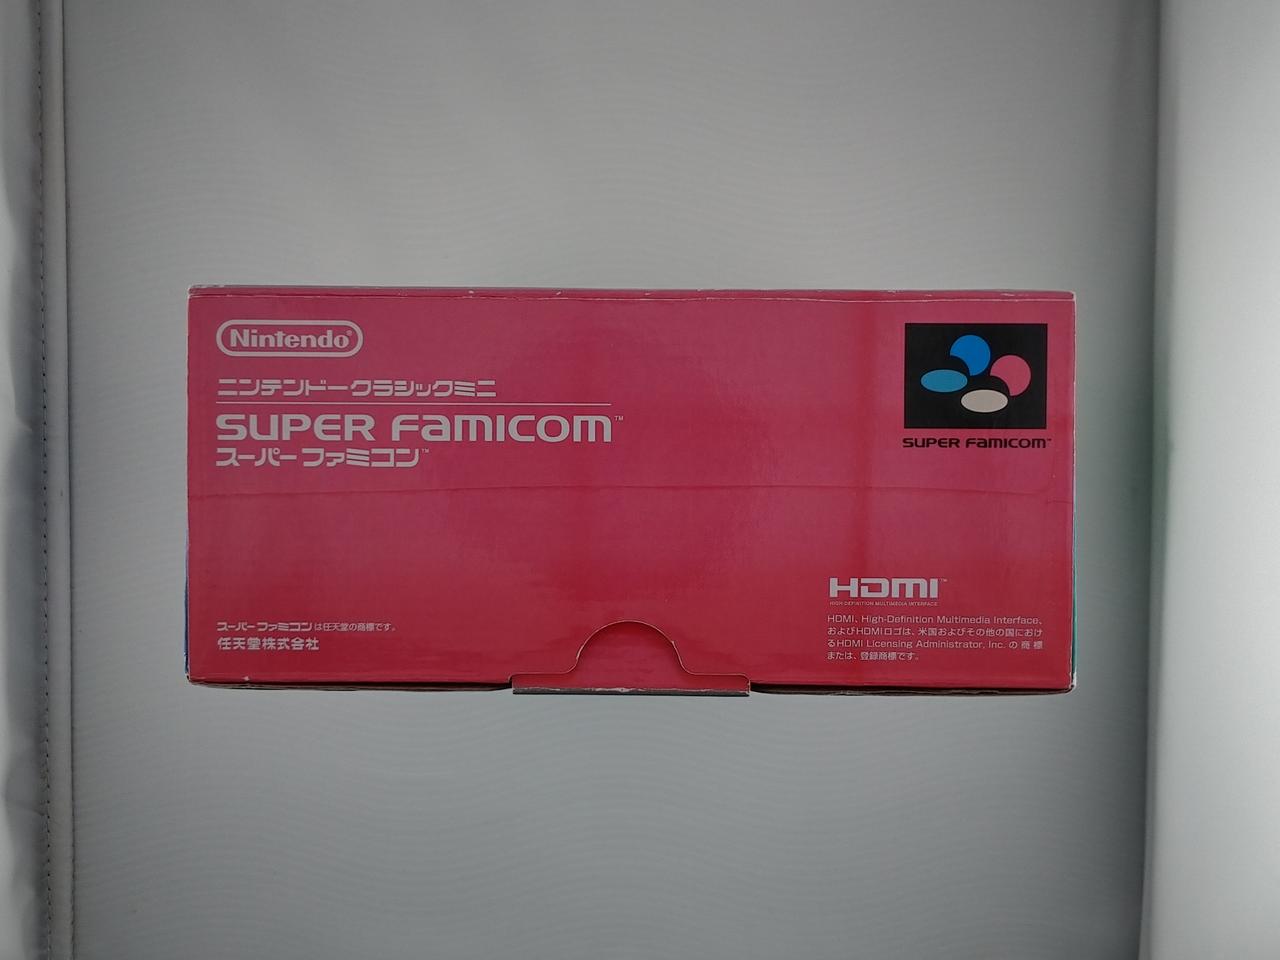 Nintendo®
ニンテンドークラシックミニ
SUPER FAMICOM™
スーパーファミコン™
SUPER FAMICOM™
HDMI™
HIGH-DEFINITION MULTIMEDIA INTERFACE
HDMI、High-Definition Multimedia Interface、
およびHDMIロゴは、米国およびその他の国におけ
るHDMI Licensing Administrator, Inc. の商標
または、登録商標です。
スーパーファミコンは任天堂の商標です。
任天堂株式会社